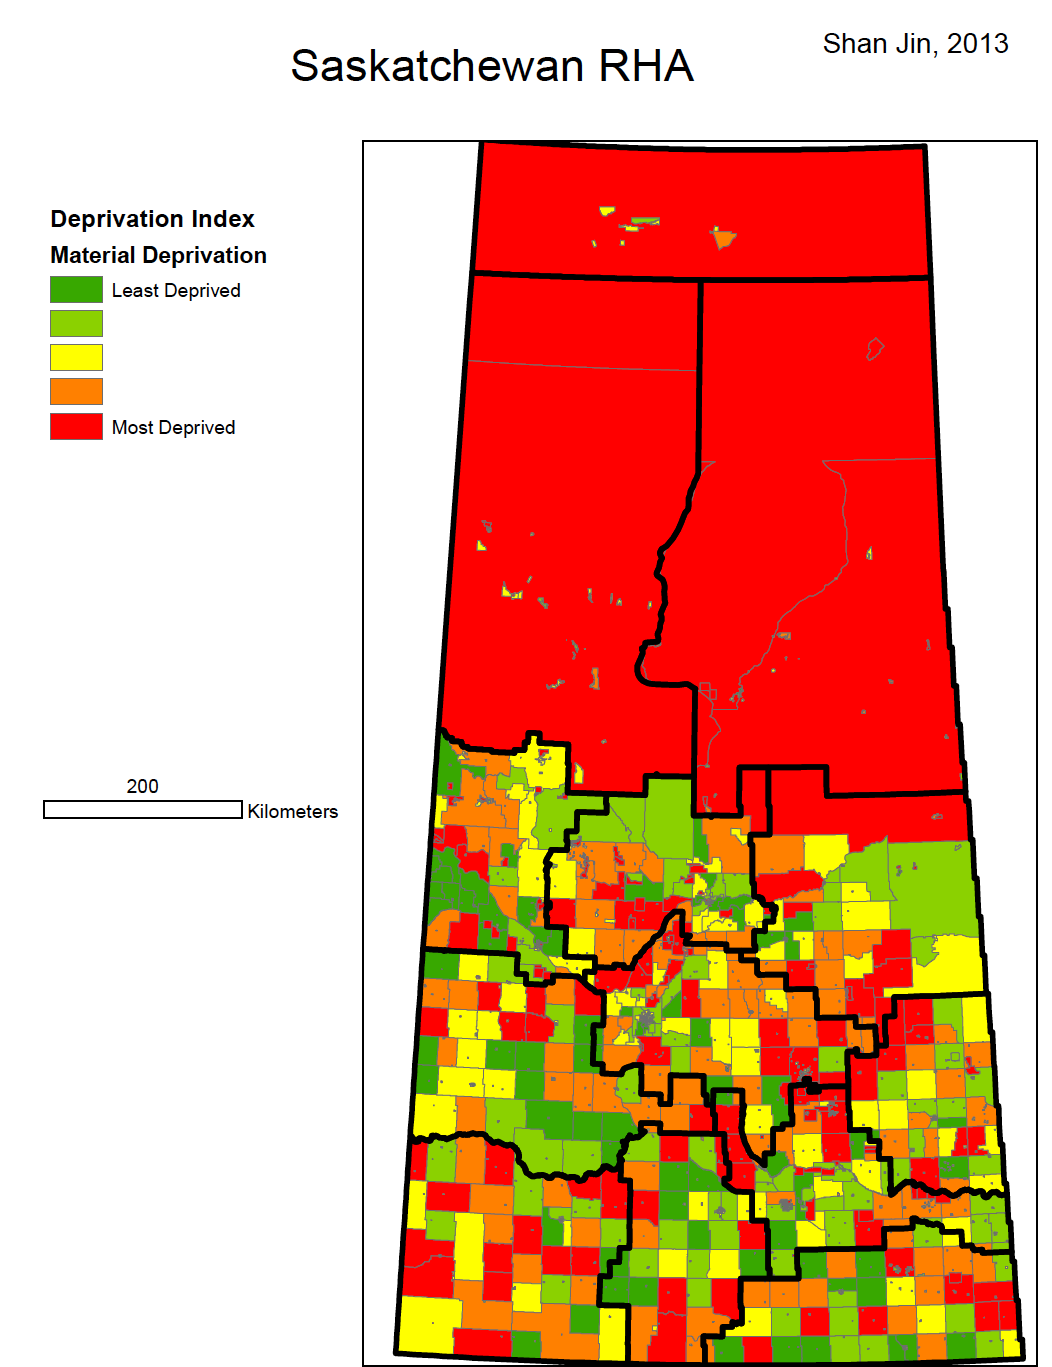 Saskatchewan RHA
Shan Jin, 2013
Deprivation Index
Material Deprivation
Least Deprived
Most Deprived
200
Kilometers